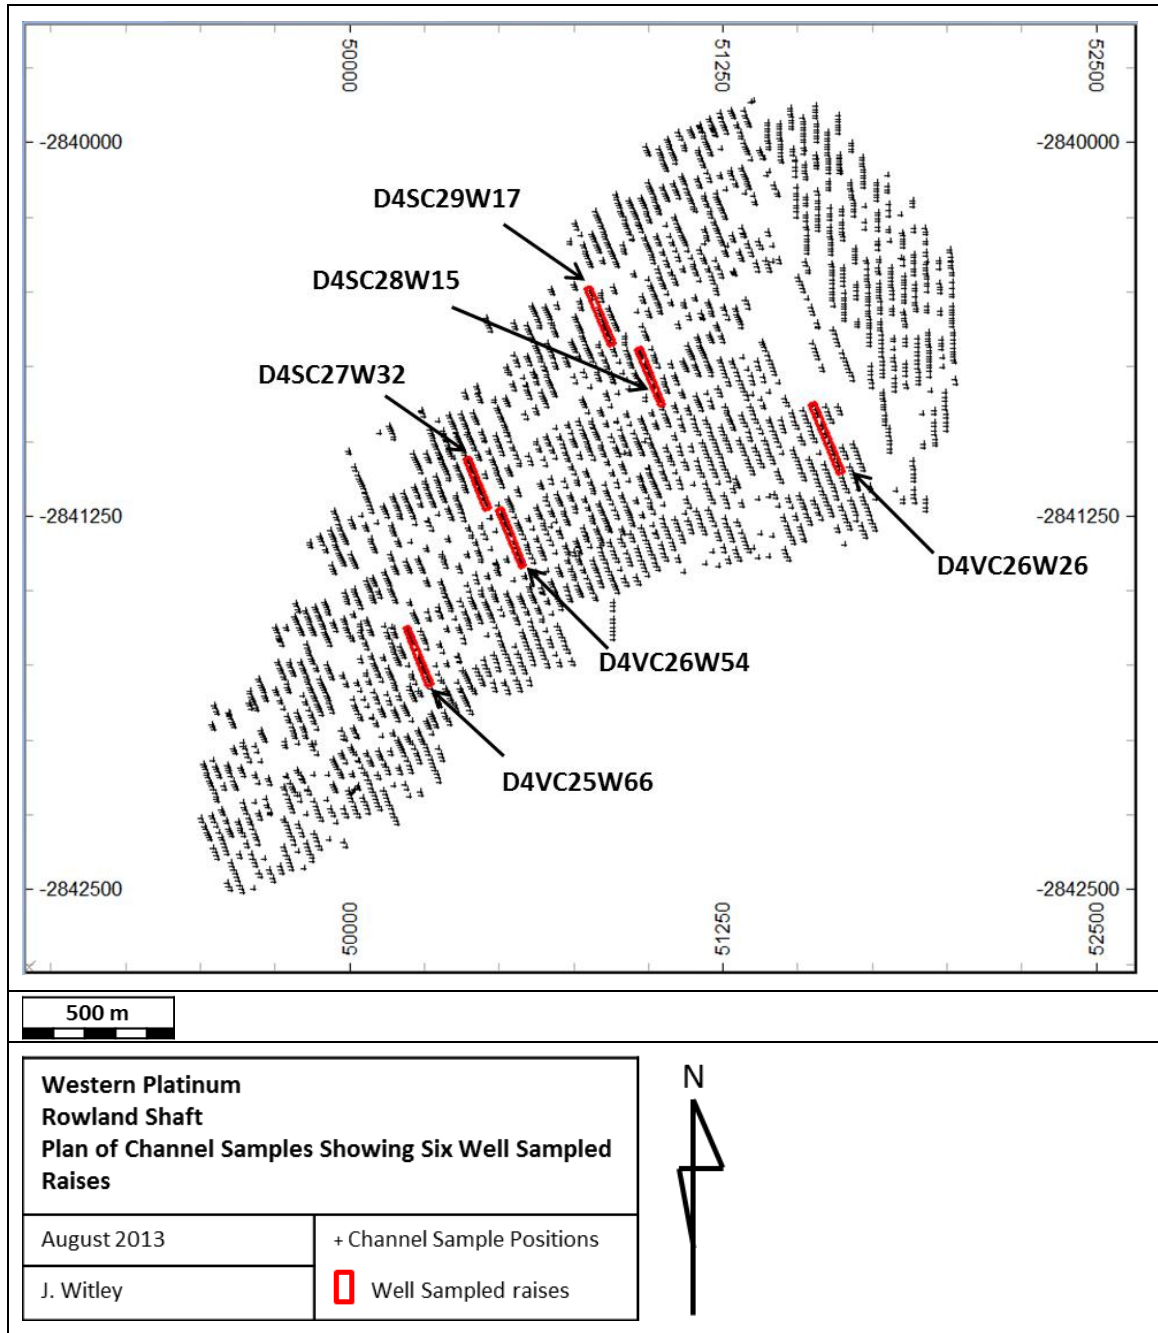 50000
51250
52500
-2840000
-2840000
D4SC29W17
D4SC28W15
D4SC27W32
-2841250
-2841250
D4VC26W26
D4VC26W54
D4VC25W66
-2842500
-2842500
50000
51250
52500
500 m
Western Platinum
Rowland Shaft
Plan of Channel Samples Showing Six Well Sampled
Raises
August 2013
+ Channel Sample Positions
J. Witley
Well Sampled raises
N